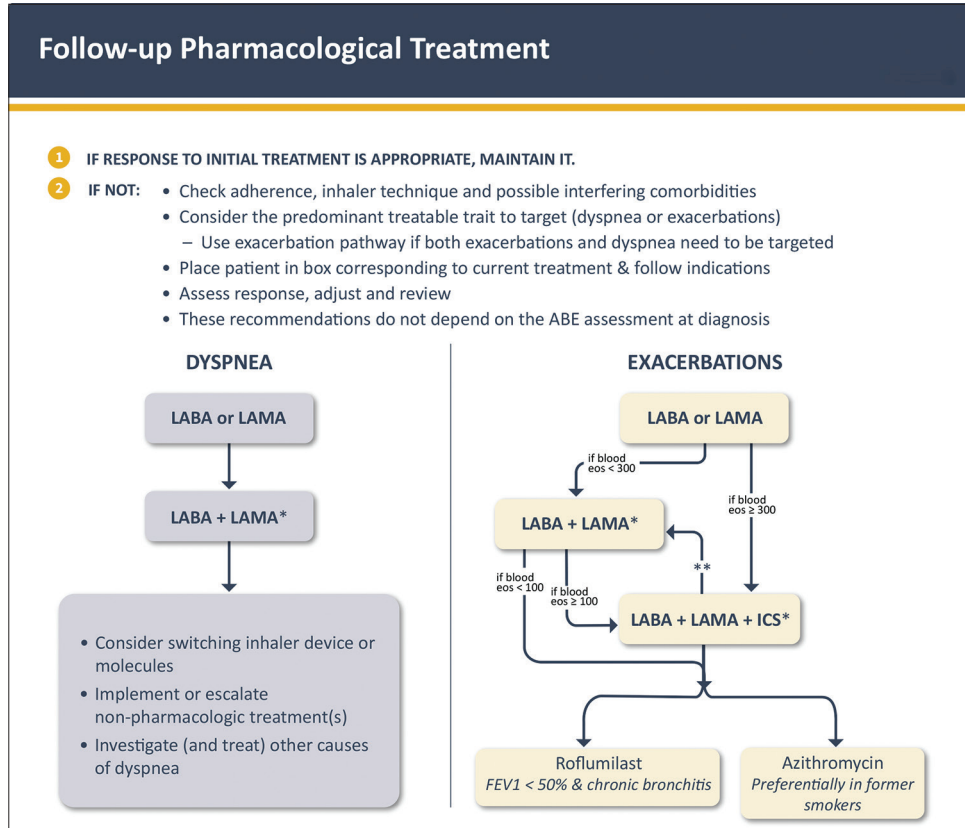 Follow-up Pharmacological Treatment
1 IF RESPONSE TO INITIAL TREATMENT IS APPROPRIATE, MAINTAIN IT.
2 IF NOT: • Check adherence, inhaler technique and possible interfering comorbidities
• Consider the predominant treatable trait to target (dyspnea or exacerbations)
– Use exacerbation pathway if both exacerbations and dyspnea need to be targeted
• Place patient in box corresponding to current treatment & follow indications
• Assess response, adjust and review
• These recommendations do not depend on the ABE assessment at diagnosis
DYSPNEA
LABA or LAMA
LABA + LAMA*
• Consider switching inhaler device or
molecules
• Implement or escalate
non-pharmacologic treatment(s)
• Investigate (and treat) other causes
of dyspnea
EXACERBATIONS
LABA or LAMA
if blood
eos < 300
if blood
eos ≥ 300
LABA + LAMA*
if blood
eos < 100
if blood
eos ≥ 100
**
LABA + LAMA + ICS*
Roflumilast
FEV1 < 50% & chronic bronchitis
Azithromycin
Preferentially in former
smokers